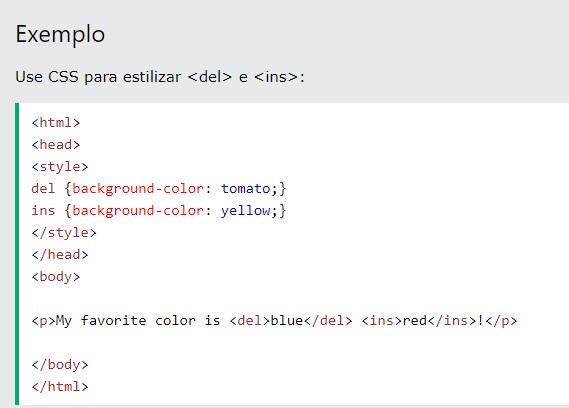 Exemplo
Use CSS para estilizar <del> e <ins>:
<html>
<head>
<style>
del {background-color: tomato;}
ins {background-color: yellow;}
</style>
</head>
<body>
<p>My favorite color is <del>blue</del> <ins>red</ins>!</p>
</body>
</html>